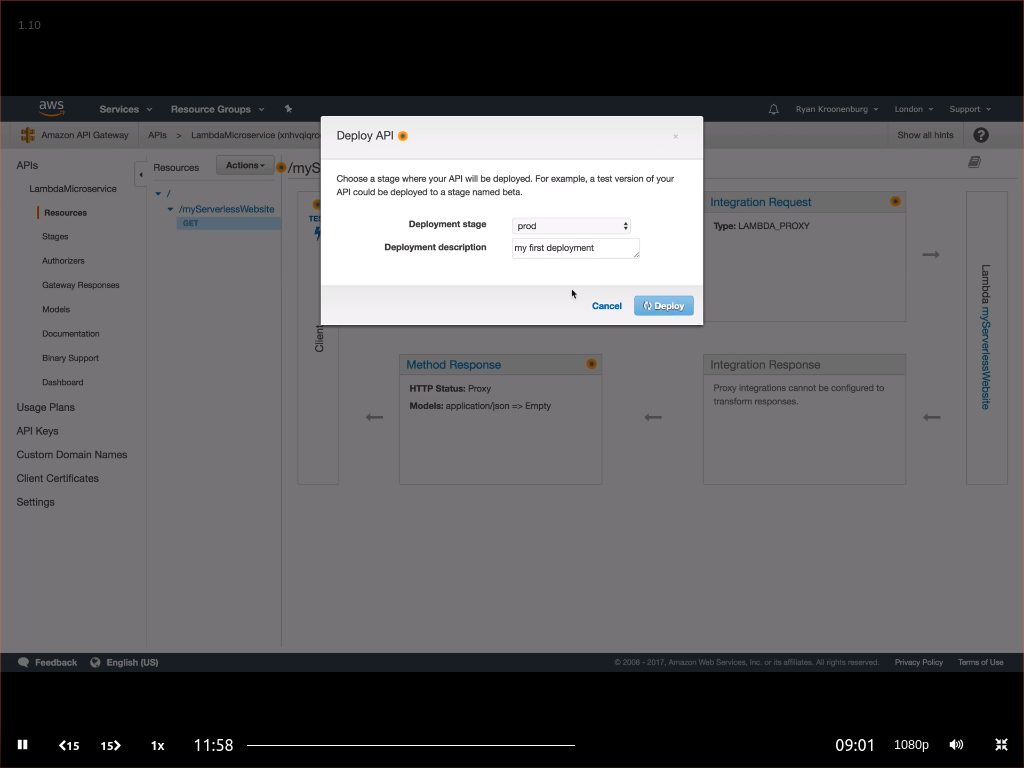 1.10
aws
Services
Resource Groups
Ryan Kroonenburg
London
Support
Amazon API Gateway
APIs
>
Show all hints
?
Deploy API
×
Choose a stage where your API will be deployed. For example, a test version of your
API could be deployed to a stage named beta.
Deployment stage
prod
Deployment description
my first deployment
Cancel
Deploy
APIs
LambdaMicroservice
Resources
Stages
Authorizers
Gateway Responses
Models
Documentation
Binary Support
Dashboard
Usage Plans
API Keys
Custom Domain Names
Client Certificates
Settings
Resources
Actions
/
/myServerlessWebsite
GET
Client
Integration Request
Type: LAMBDA_PROXY
Lambda myServerlessWebsite
Method Response
HTTP Status: Proxy
Models: application/json => Empty
Integration Response
Proxy integrations cannot be configured to
transform responses.
Feedback
English (US)
© 2008 - 2017, Amazon Web Services, Inc. or its affiliates. All rights reserved.
Privacy Policy
Terms of Use
15
15
1x
11:58
09:01
1080p